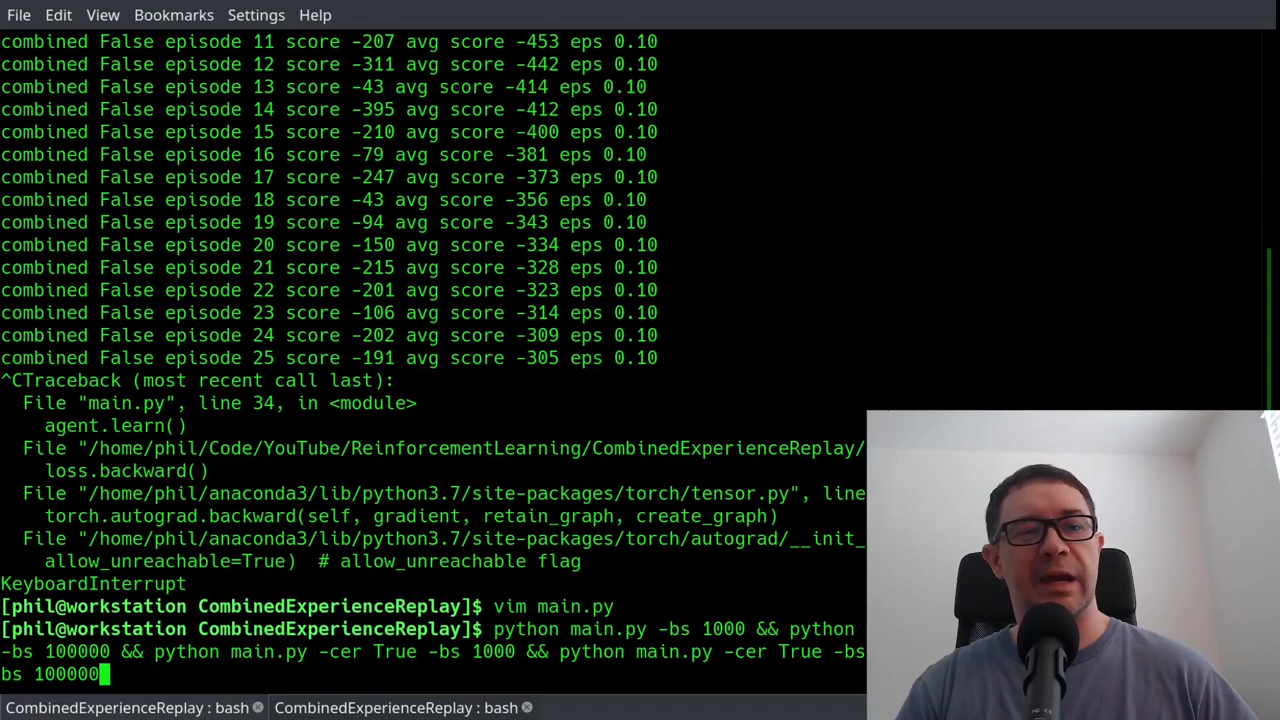 File Edit View Bookmarks Settings Help
combined False episode 11 score -207 avg score -453 eps 0.10
combined False episode 12 score -311 avg score -442 eps 0.10
combined False episode 13 score -43 avg score -414 eps 0.10
combined False episode 14 score -395 avg score -412 eps 0.10
combined False episode 15 score -210 avg score -400 eps 0.10
combined False episode 16 score -79 avg score -381 eps 0.10
combined False episode 17 score -247 avg score -373 eps 0.10
combined False episode 18 score -43 avg score -356 eps 0.10
combined False episode 19 score -94 avg score -343 eps 0.10
combined False episode 20 score -150 avg score -334 eps 0.10
combined False episode 21 score -215 avg score -328 eps 0.10
combined False episode 22 score -201 avg score -323 eps 0.10
combined False episode 23 score -106 avg score -314 eps 0.10
combined False episode 24 score -202 avg score -309 eps 0.10
combined False episode 25 score -191 avg score -305 eps 0.10
^CTraceback (most recent call last):
File "main.py", line 34, in <module>
agent.learn()
File "/home/phil/Code/YouTube/ReinforcementLearning/CombinedExperienceReplay/
loss.backward()
File "/home/phil/anaconda3/lib/python3.7/site-packages/torch/tensor.py", line
torch.autograd.backward(self, gradient, retain_graph, create_graph)
File "/home/phil/anaconda3/lib/python3.7/site-packages/torch/autograd/__init_
allow_unreachable=True) # allow_unreachable flag
KeyboardInterrupt
[phil@workstation CombinedExperienceReplay]$ vim main.py
[phil@workstation CombinedExperienceReplay]$ python main.py -bs 1000 && python
-bs 100000 && python main.py -cer True -bs 1000 && python main.py -cer True -bs
bs 100000
CombinedExperienceReplay : bash CombinedExperienceReplay : bash